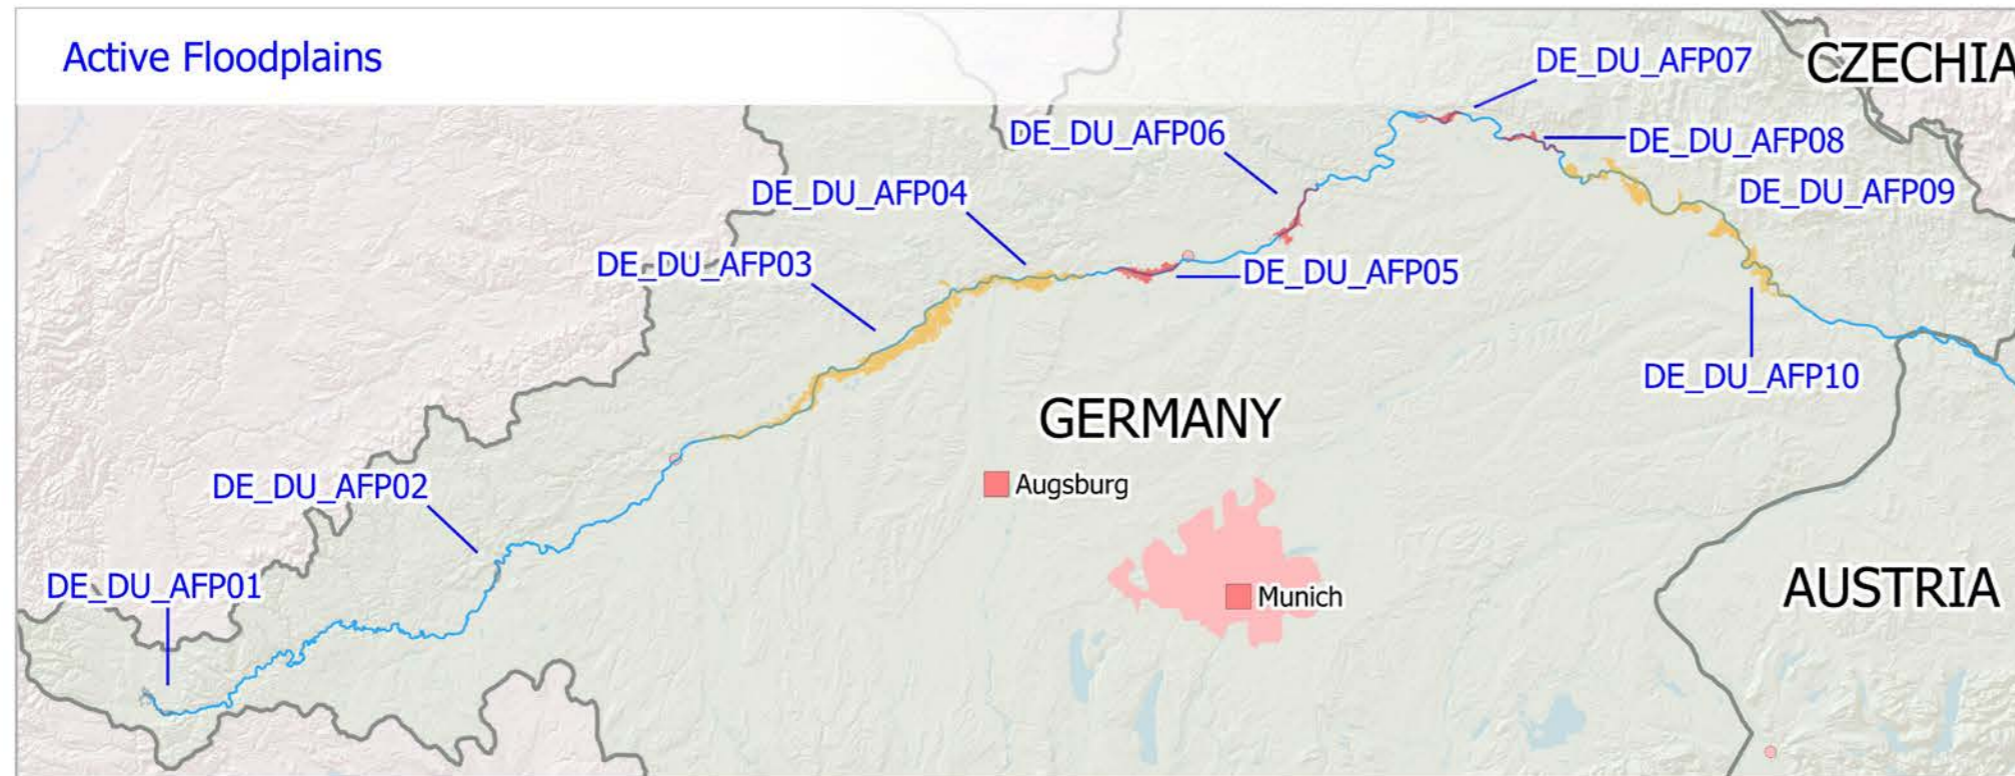 Active Floodplains
CZECHIA
DE_DU_AFP07
DE_DU_AFP06
DE_DU_AFP08
DE_DU_AFP04
DE_DU_AFP09
DE_DU_AFP03
DE_DU_AFP05
DE_DU_AFP10
GERMANY
Augsburg
DE_DU_AFP02
DE_DU_AFP01
Munich
AUSTRIA